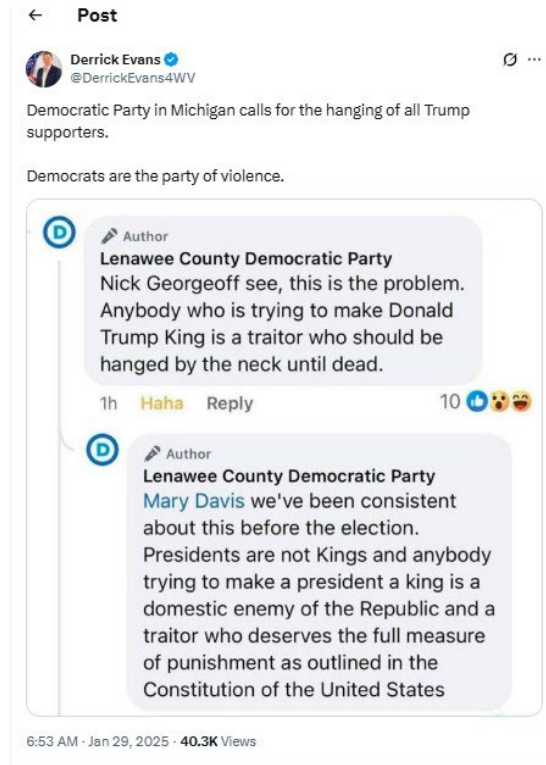 ← Post
Derrick Evans
@DerrickEvans4WV
Democratic Party in Michigan calls for the hanging of all Trump
supporters.
Democrats are the party of violence.
D
Author
Lenawee County Democratic Party
Nick Georgeoff see, this is the problem.
Anybody who is trying to make Donald
Trump King is a traitor who should be
hanged by the neck until dead.
1h Haha Reply 10
D
Author
Lenawee County Democratic Party
Mary Davis we've been consistent
about this before the election.
Presidents are not Kings and anybody
trying to make a president a king is a
domestic enemy of the Republic and a
traitor who deserves the full measure
of punishment as outlined in the
Constitution of the United States
6:53 AM · Jan 29, 2025 · 40.3K Views